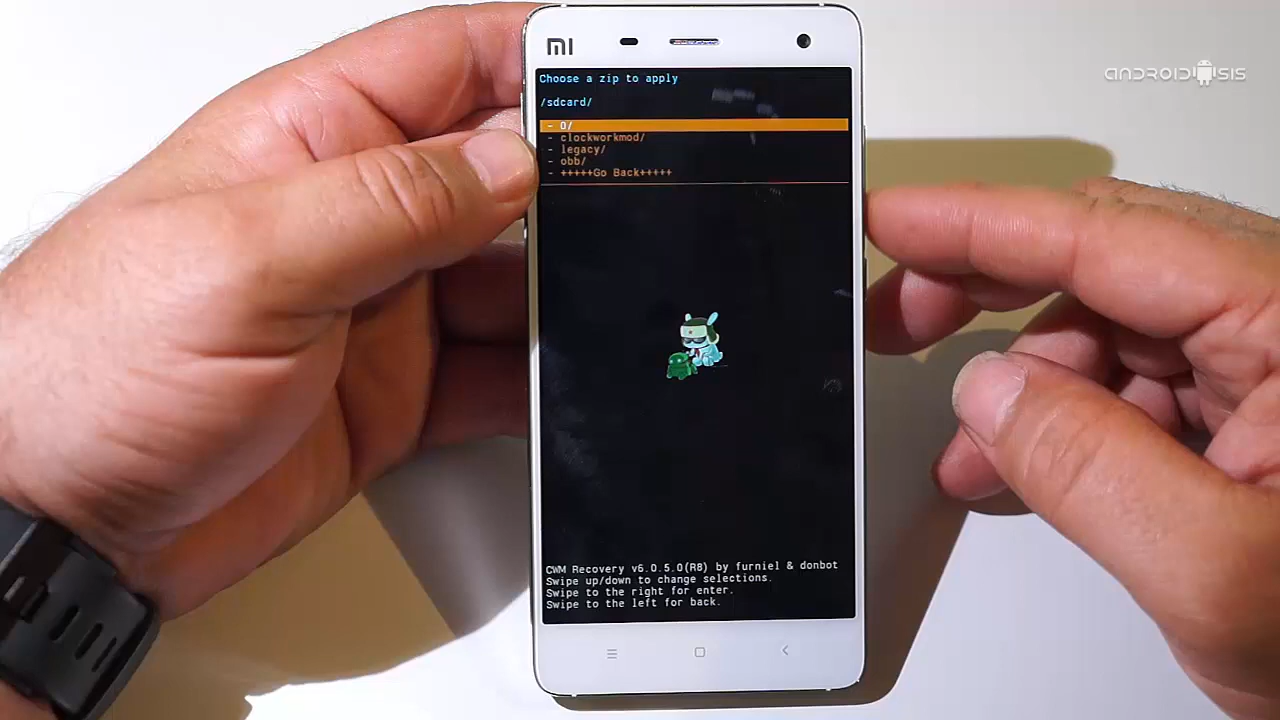 MI
ANDROIDSIS
Choose a zip to apply
/sdcard/
- 0/
- clockworkmod/
- legacy/
- obb/
- +++++Go Back+++++
CWM Recovery v6.0.5.0(R8) by furniel & donbot
Swipe up/down to change selections.
Swipe to the right for enter.
Swipe to the left for back.